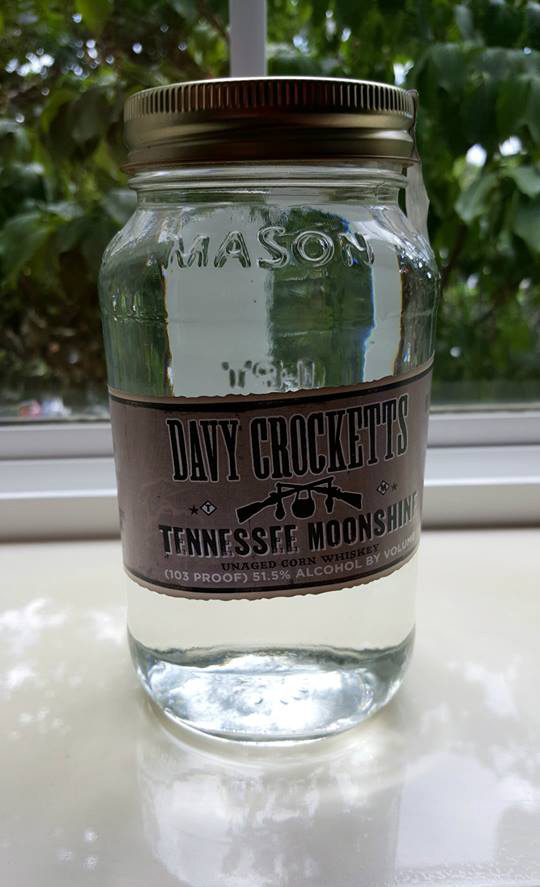 MASON
DAVY CROCKETTS
T M
TENNESSEE MOONSHINE
UNAGED CORN WHISKEY
(103 PROOF) 51.5% ALCOHOL BY VOLUME